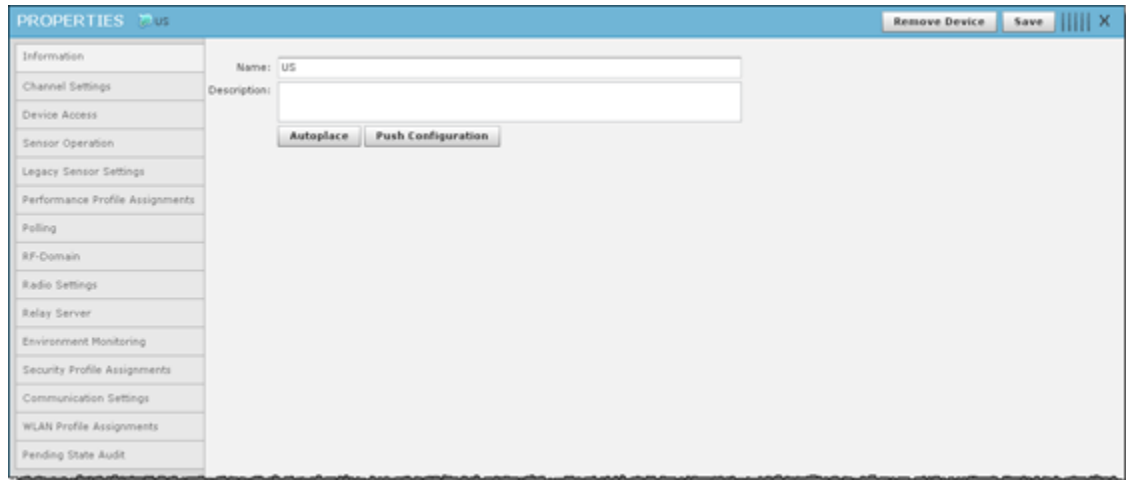 PROPERTIES US Remove Device Save X
Information
Name: US
Channel Settings
Description:
Device Access
Autoplace Push Configuration
Sensor Operation
Legacy Sensor Settings
Performance Profile Assignments
Polling
RF-Domain
Radio Settings
Relay Server
Environment Monitoring
Security Profile Assignments
Communication Settings
WLAN Profile Assignments
Pending State Audit